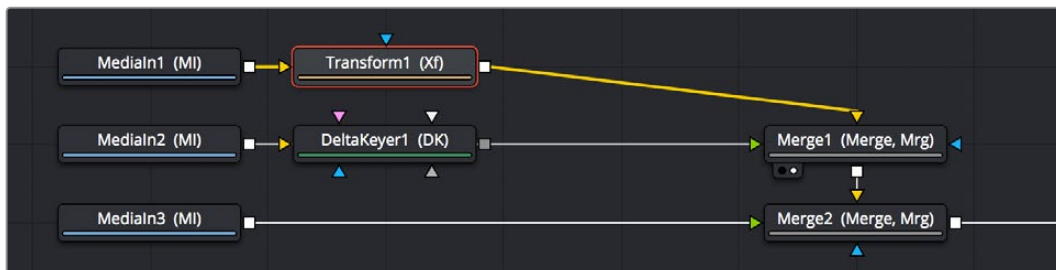 MediaIn1 (MI)
Transform1 (Xf)
MediaIn2 (MI)
DeltaKeyer1 (DK)
Merge1 (Merge, Mrg)
MediaIn3 (MI)
Merge2 (Merge, Mrg)